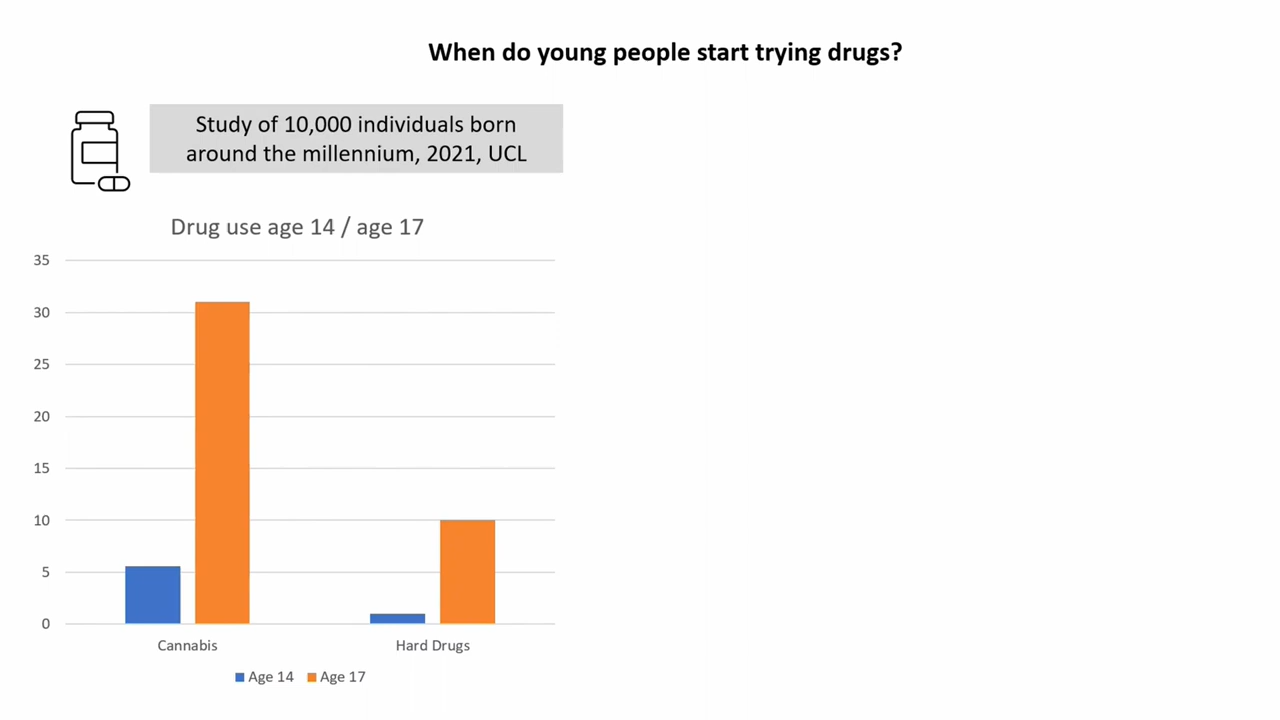 When do young people start trying drugs?
Study of 10,000 individuals born
around the millennium, 2021, UCL
Drug use age 14 / age 17
35
30
25
20
15
10
5
0
Cannabis
Hard Drugs
Age 14
Age 17